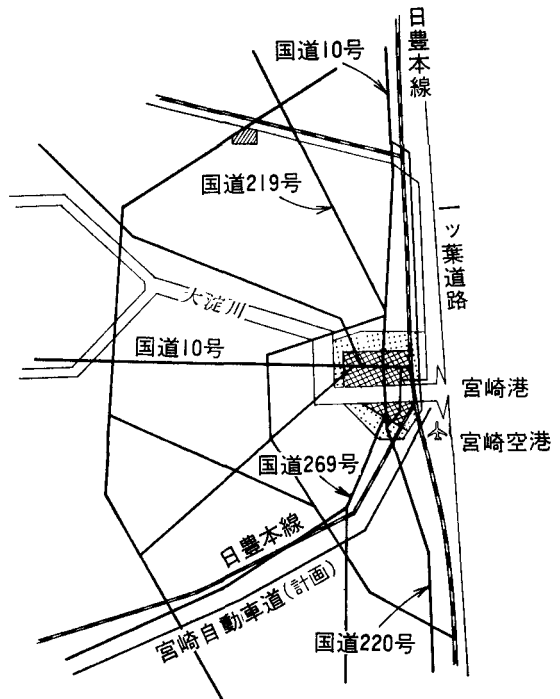 日豊本線
国道10号
国道219号
一ッ葉道路
大淀川
国道10号
宮崎港
宮崎空港
国道269号
日豊本線
宮崎自動車道(計画)
国道220号